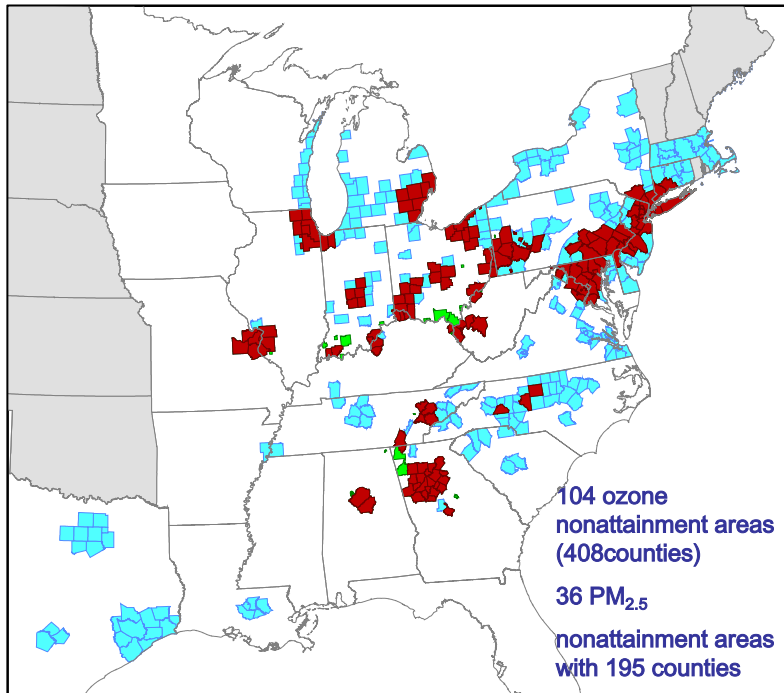 104 ozone
nonattainment areas
(408counties)
36 PM2.5
nonattainment areas
with 195 counties